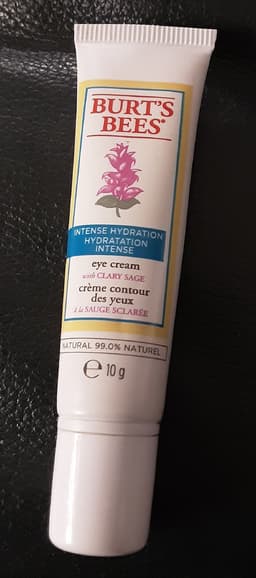 BURT'S
BEES®
INTENSE HYDRATION
HYDRATATION
INTENSE
eye cream
with CLARY SAGE
crème contour
des yeux
à la SAUGE SCLARÉE
NATURAL 99.0% NATUREL
℮ 10 g